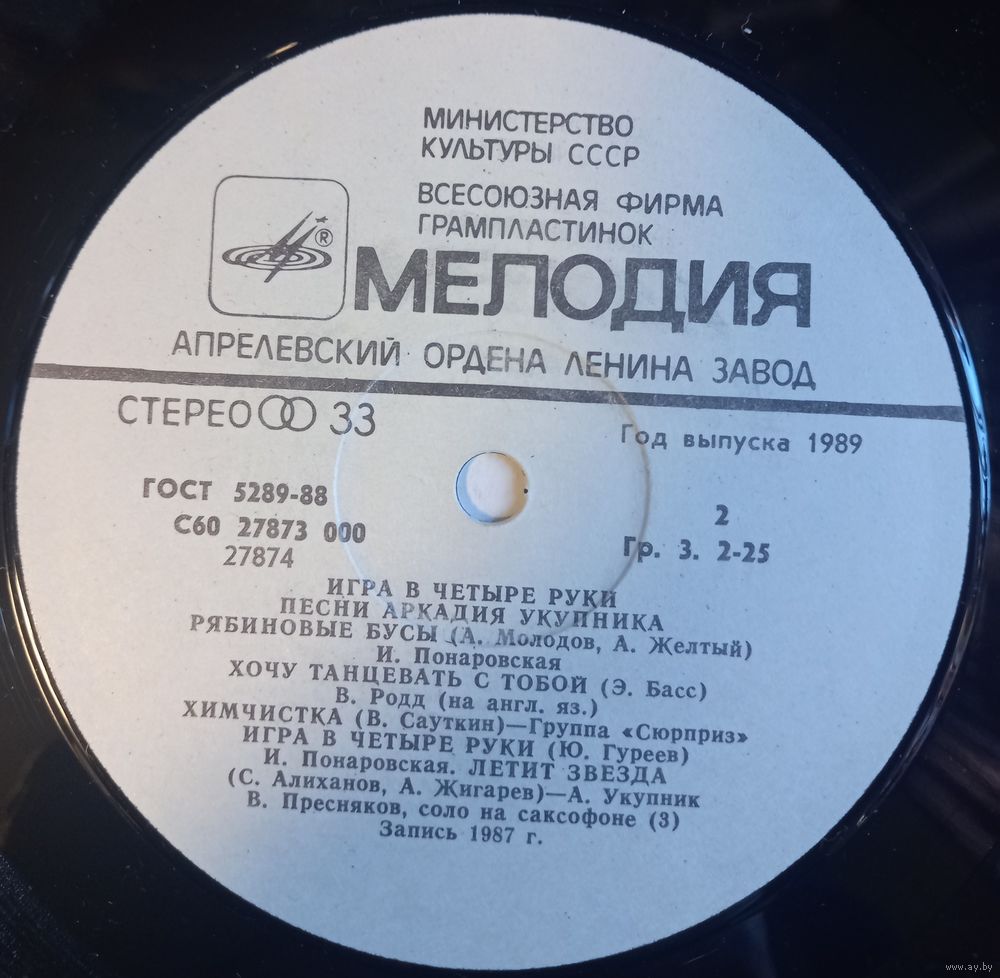 МИНИСТЕРСТВО
КУЛЬТУРЫ СССР
ВСЕСОЮЗНАЯ ФИРМА
ГРАМПЛАСТИНОК
®
МЕЛОДИЯ
АПРЕЛЕВСКИЙ ОРДЕНА ЛЕНИНА ЗАВОД
СТЕРЕО 33
Год выпуска 1989
ГОСТ 5289-88
С60 27873 000
27874
2
Гр. 3. 2-25
ИГРА В ЧЕТЫРЕ РУКИ
ПЕСНИ АРКАДИЯ УКУПНИКА
РЯБИНОВЫЕ БУСЫ (А. Молодов, А. Желтый)
И. Понаровская
ХОЧУ ТАНЦЕВАТЬ С ТОБОЙ (Э. Басс)
В. Родд (на англ. яз.)
ХИМЧИСТКА (В. Сауткин)—Группа «Сюрприз»
ИГРА В ЧЕТЫРЕ РУКИ (Ю. Гуреев)
И. Понаровская. ЛЕТИТ ЗВЕЗДА
(С. Алиханов, А. Жигарев)—А. Укупник
В. Пресняков, соло на саксофоне (3)
Запись 1987 г.
www.ay.by